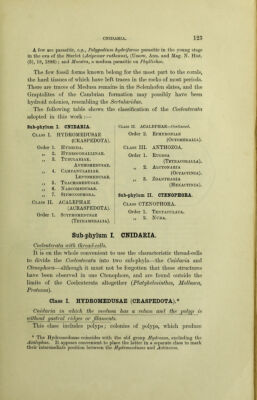 CNIDARIA. 123
A few are parasitic, e.g., Polypodium hydriforme parasitic in the young stage
in the ova of the Sterlet (Acipenser ruthenus), (Ussow, Ann. and Mag. N. Hist.
(5), 18, 1886); and Mnestra, a medusa parasitic on Phyllirhoe.
The few fossil forms known belong for the most part to the corals,
the hard tissues of which have left traces in the rocks of most periods.
There are traces of Medusæ remains in the Solenhofen slates, and the
Graptolites of the Cambrian formation may possibly have been
hydroid colonies, resembling the Sertularidae.
The following table shows the classification of the Coelenterata
adopted in this work :—
Sub-phylum I. CNIDARIA.
Class I. HYDROMEDUSAE
(CRASPEDOTA).
Order 1. Hydrida.
„ 2. Hydrocorallinae.
„ 3. Tubulariae.
Anthomedusae.
„ 4. Campanulariae.
Leptomedusae.
„ 5. Trachomedusae.
„ 6. Narcomedusae.
„ 7. Siphonophora.
Class II. ACALEPHAE
(ACRASPEDOTA).
Order 1. Scyphomedusae
(Tetrameralia).
Class II. ACALEPHAE—Continued.
Order 2. Ephyroniae
(Octomeralia).
Class III. ANTHOZOA.
Order 1. Rugosa
(Tetracoralla).
„ 2. Alcyonaria
(Octactinia).
„ 3. Zoantharia
(Hexactinia).
Sub-phylum II. CTENOPHORA.
Class CTENOPHORA.
Order 1. Tentaculata.
„ 2. Nuda.
Sub-phylum I. CNIDARIA.
Coelenterata with thread-cells.
It is on the whole convenient to use the characteristic thread-cells
to divide the Coelenterata into two sub-phyla—the Cnidaria and
Ctenophora—although it must not be forgotten that these structures
have been observed in one Ctenophore, and are found outside the
limits of the Coelenterata altogether (Platyhelminthes, Mollusca,
Protozoa).
Class I. HYDROMEDUSAE (CRASPEDOTA).*
Cnidaria in which the medusa has a velum and the polyp is
without gastral ridges or filaments.
This class includes polyps; colonies of polyps, which produce
* The Hydromedusae coincides with the old group Hydrozoa, excluding the
Acalephae. It appears convenient to place the latter in a separate class to mark
their intermediate position between the Hydromedusae and Anthozoa.